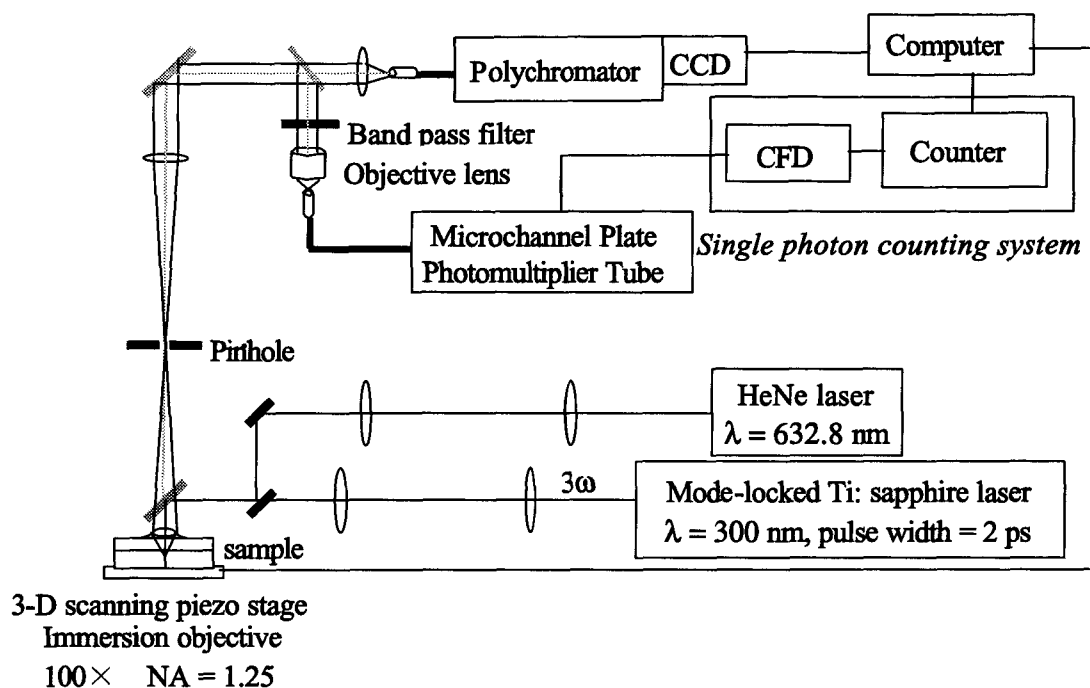 Polychromator
CCD
Computer
Band pass filter
Objective lens
CFD
Counter
Microchannel Plate
Photomultiplier Tube
Single photon counting system
Pinhole
HeNe laser
λ = 632.8 nm
3ω
Mode-locked Ti: sapphire laser
λ = 300 nm, pulse width = 2 ps
sample
3-D scanning piezo stage
Immersion objective
100× NA = 1.25